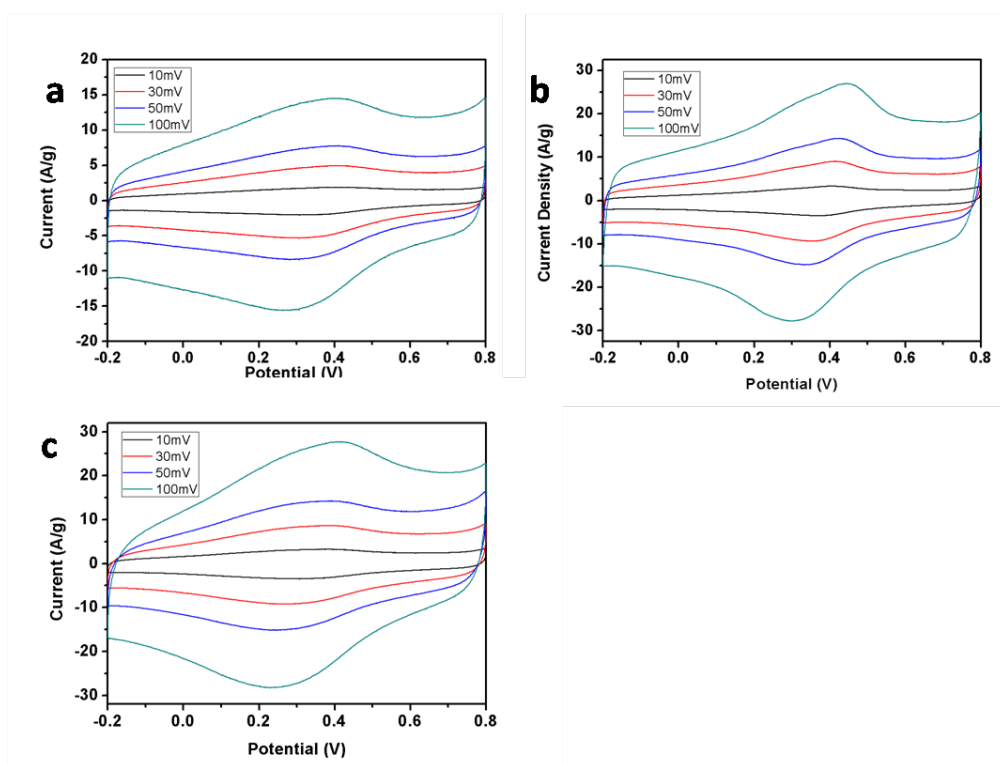 a
20
15
10
5
0
-5
-10
-15
-20
Current (A/g)
10mV
30mV
50mV
100mV
-0.2 0.0 0.2 0.4 0.6 0.8
Potential (V)
b
30
20
10
0
-10
-20
-30
Current Density (A/g)
10mV
30mV
50mV
100mV
-0.2 0.0 0.2 0.4 0.6 0.8
Potential (V)
c
30
20
10
0
-10
-20
-30
Current (A/g)
10mV
30mV
50mV
100mV
-0.2 0.0 0.2 0.4 0.6 0.8
Potential (V)